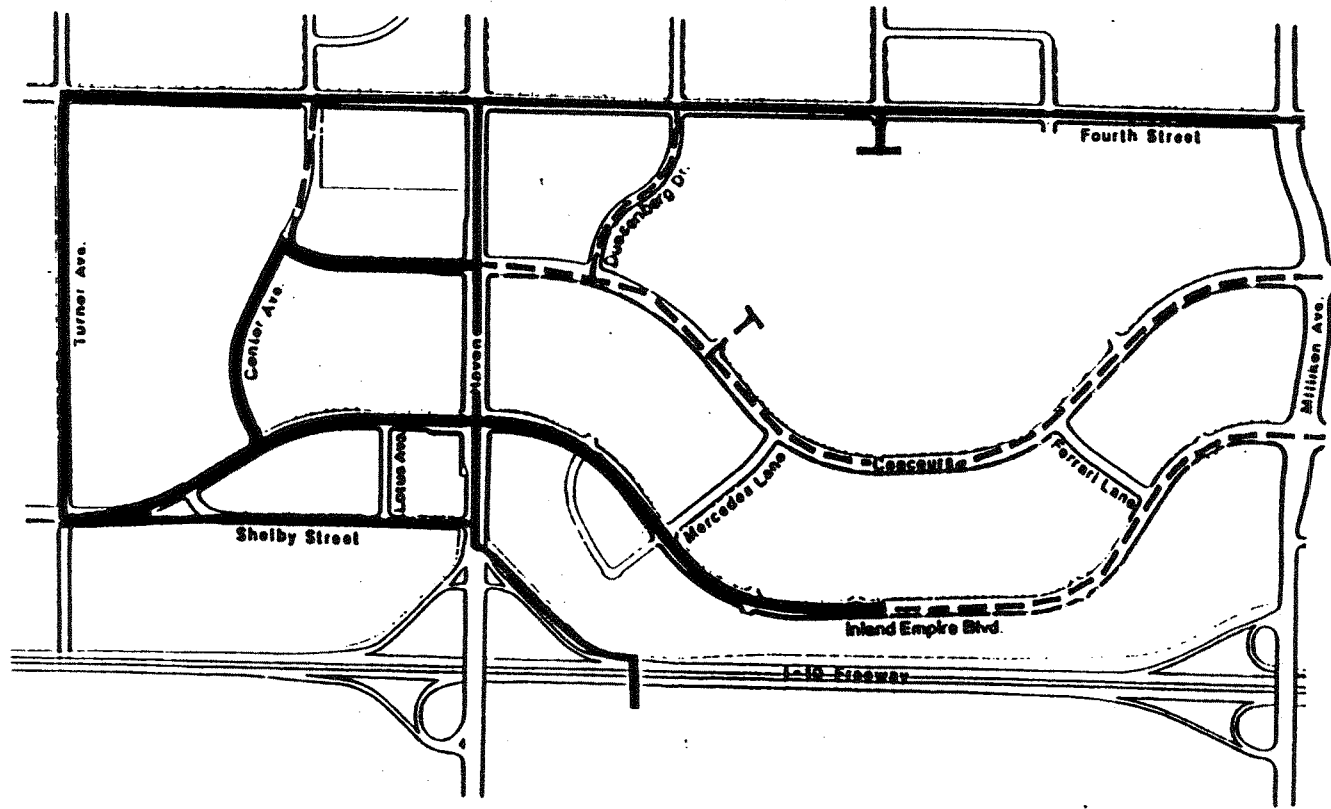 Fourth Street
Duesenberg Dr.
Turner Ave.
Center Ave.
Haven
Milliken Ave.
Concours
Lotus Ave.
Mercedes Lane
Ferrari Lane
Shelby Street
Inland Empire Blvd.
I-10 Freeway